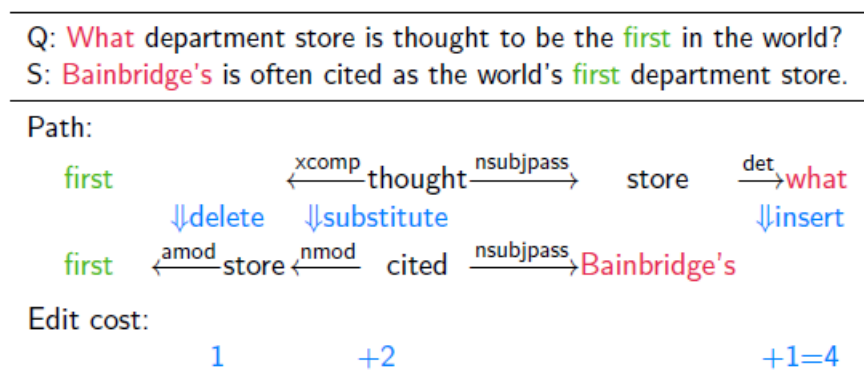 Q: What department store is thought to be the first in the world?
S: Bainbridge's is often cited as the world's first department store.
Path:
xcomp nsubjpass det
first ← thought → store → what
⇓delete ⇓substitute ⇓insert
amod nmod nsubjpass
first ← store ← cited → Bainbridge's
Edit cost:
1 +2 +1=4